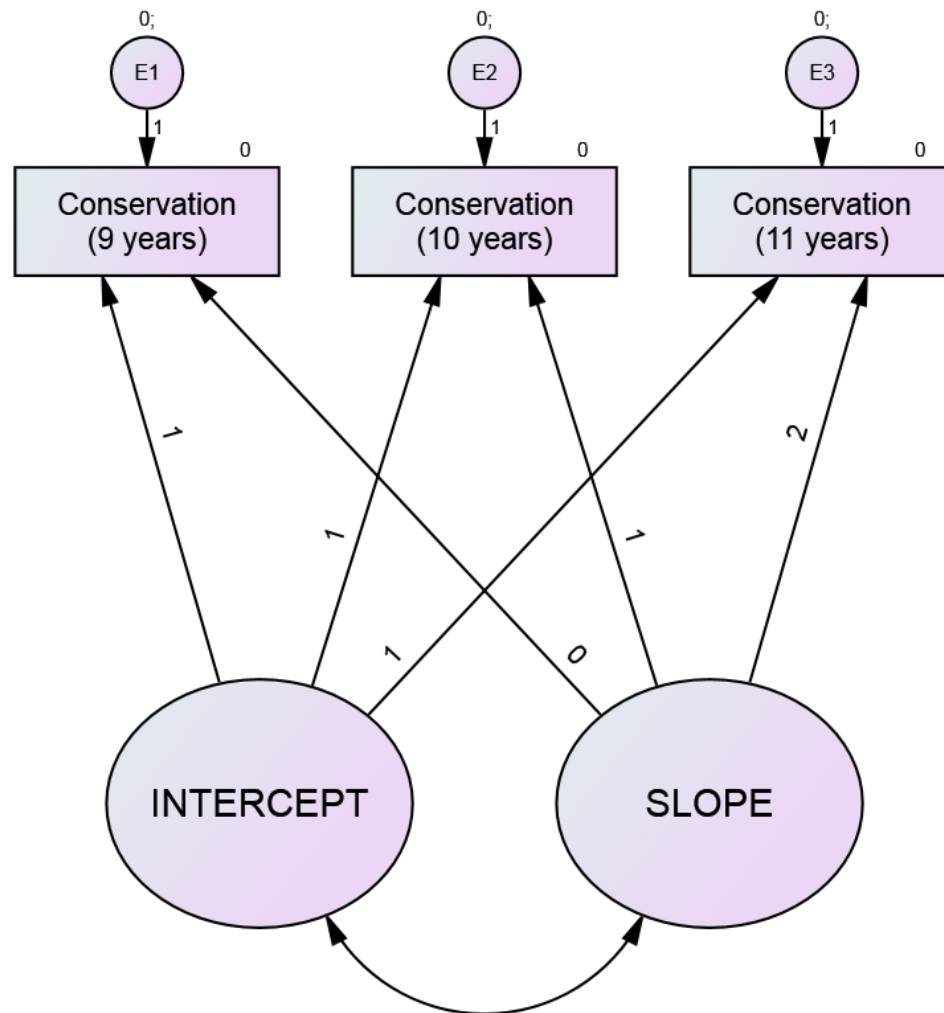 0; 0; 0;
E1 E2 E3
1 1 1
0 0 0
Conservation Conservation Conservation
(9 years) (10 years) (11 years)
1 2
1 1
1 0
INTERCEPT SLOPE